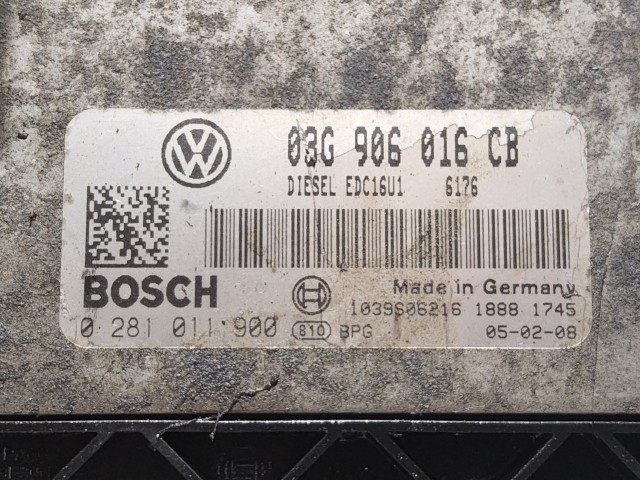 03G 906 016 CB
DIESEL EDC16U1 6176
BOSCH
Made in Germany
1039S06216 1888 1745
0 281 011 900 810 BPG 05-02-08